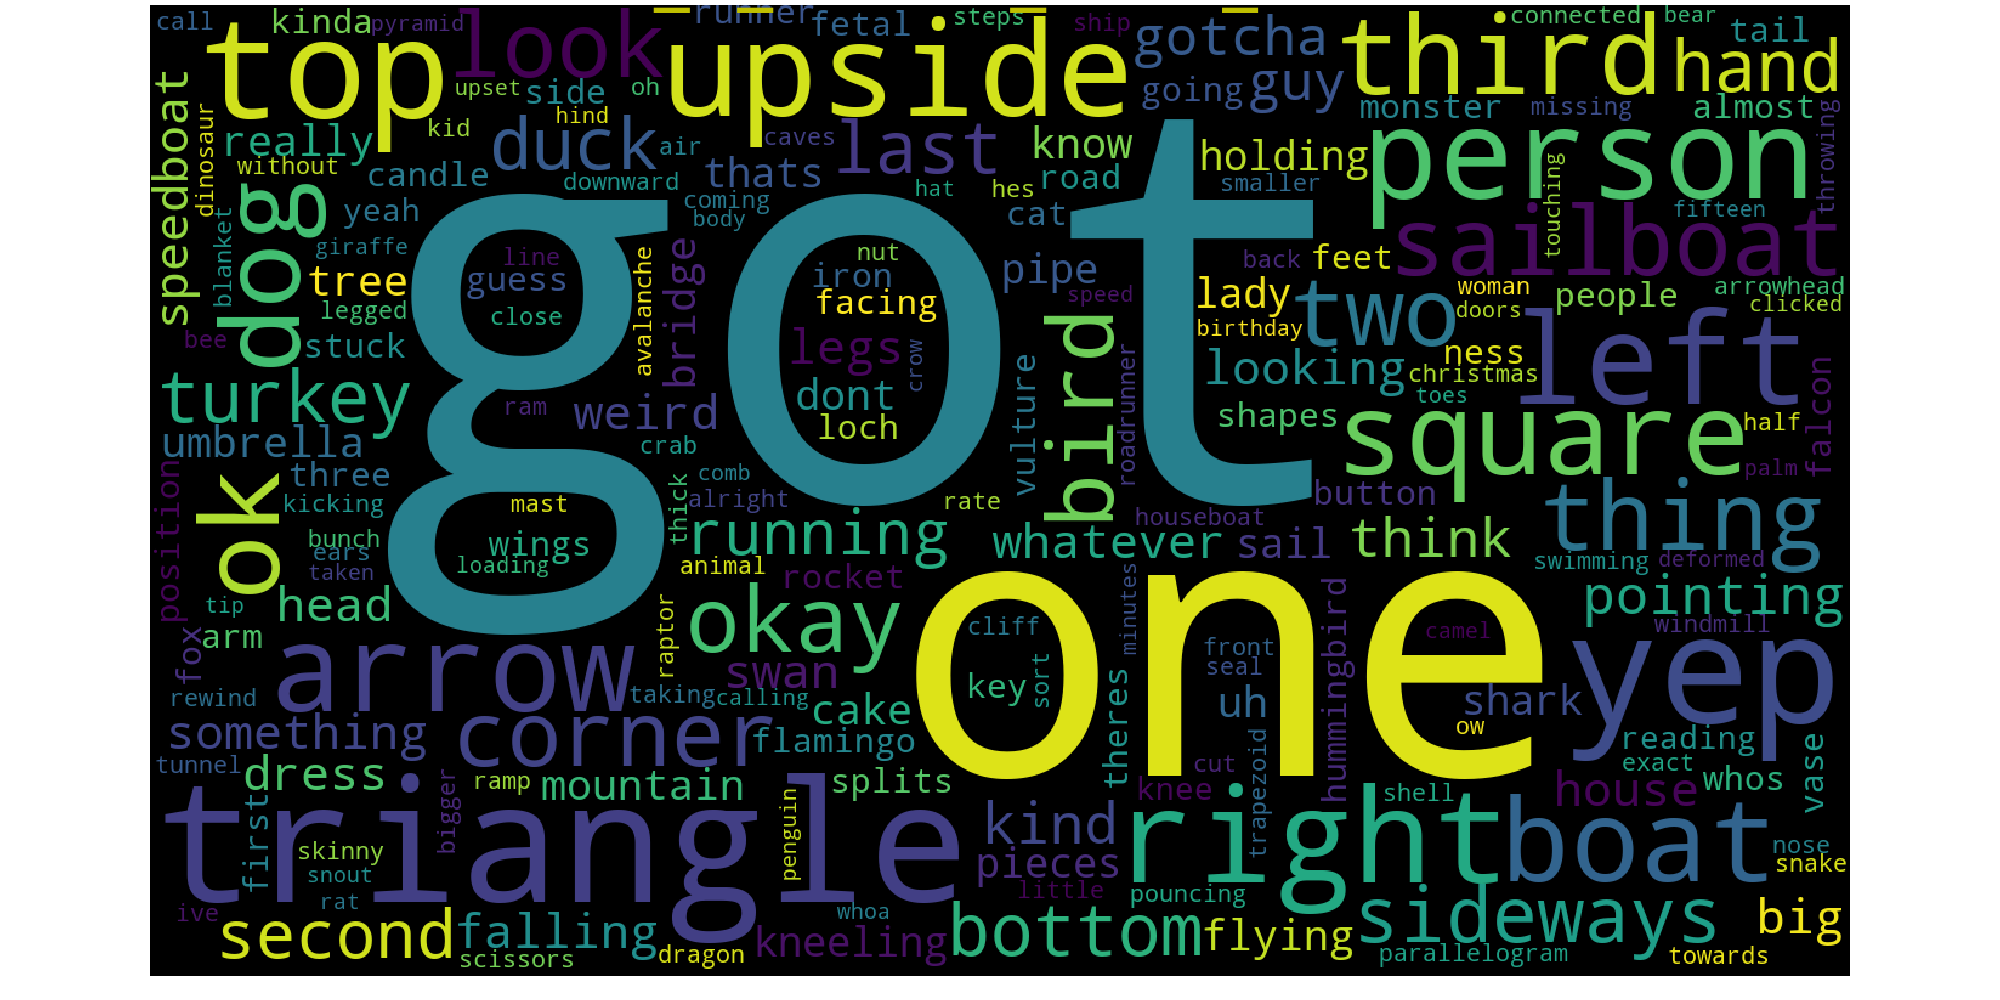 call
kinda
pyramid
top
look
runner
fetal
steps
ship
gotcha
third
connected
bear
tail
hand
upside
going
guy
upset
side
oh
monster
missing
almost
speedboat
dinosaur
really
kid
hind
duck
air
caves
last
know
holding
person
throwing
without
candle
downward
thats
hat
hes
road
smaller
touching
dog
blanket
yeah
coming
body
cat
fifteen
sailboat
giraffe
line
guess
avalanche
bridge
nut
iron
facing
pipe
back
feet
speed
lady
two
woman
people
arrowhead
clicked
tree
legged
close
got
birthday
doors
bee
stuck
legs
crow
bird
roadrunner
looking
ness
left
christmas
toes
falcon
turkey
ram
weird
dont
loch
vulture
shapes
square
half
umbrella
crab
three
comb
palm
position
ok
kicking
mast
thick
alright
rate
button
houseboat
thing
bunch
ears
taken
wings
loading
running
animal
whatever
sail
think
swimming
deformed
rocket
tip
head
arm
raptor
okay
one
minutes
hummingbird
pointing
fox
cliff
camel
windmill
yep
arrow
swan
key
sort
front
seal
rewind
taking
calling
cake
theres
uh
shark
ow
something
corner
flamingo
trapezoid
reading
exact
vase
tunnel
dress
bigger
ramp
mountain
splits
cut
knee
shell
house
whos
first
triangle
penguin
kind
right
boat
skinny
snout
pieces
nose
snake
rat
little
pouncing
ive
second
falling
whoa
bottom
flying
sideways
big
scissors
dragon
kneeling
parallelogram
towards